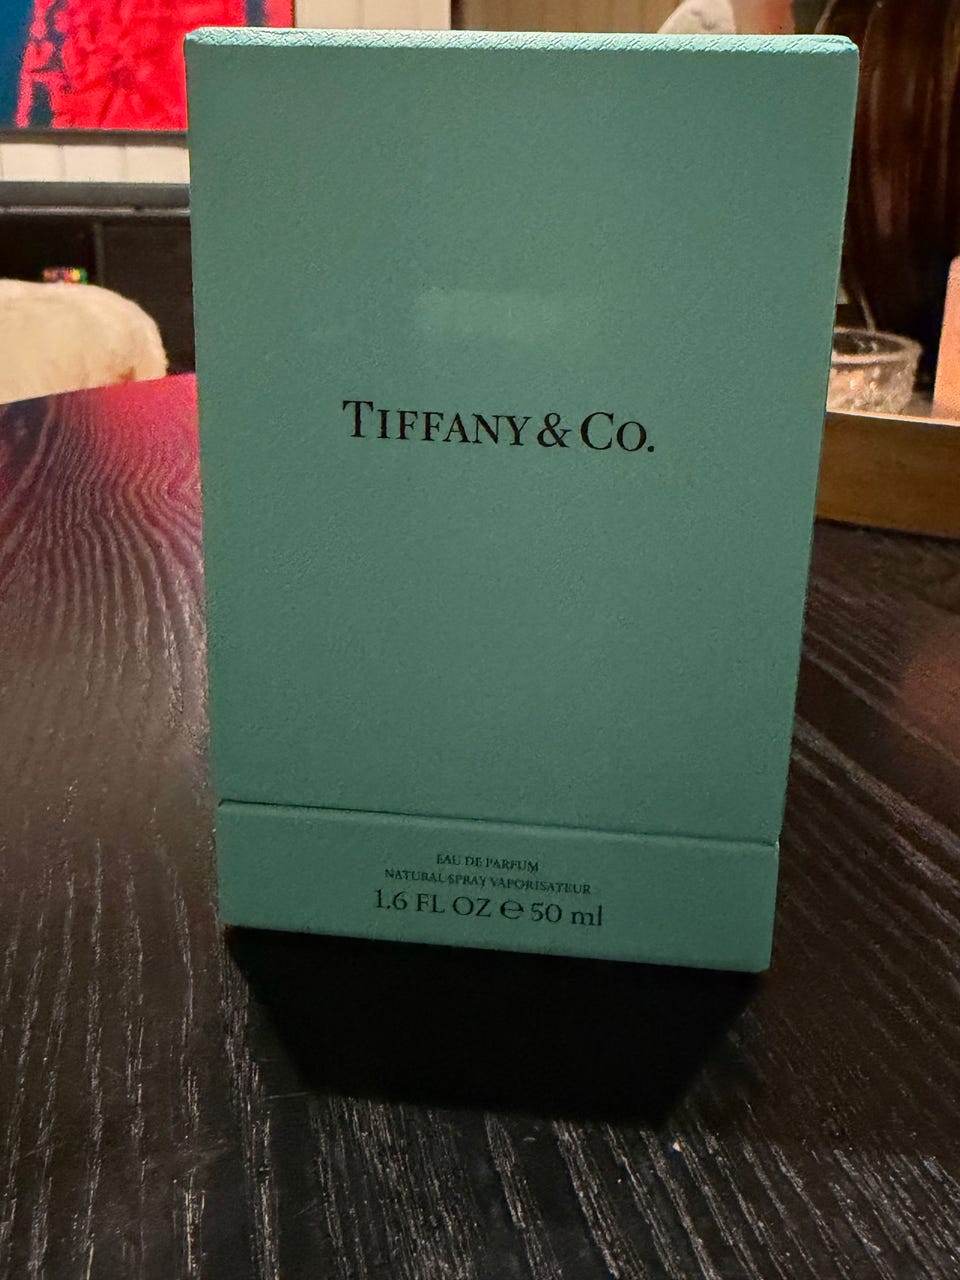 TIFFANY & CO.
EAU DE PARFUM
NATURAL SPRAY VAPORISATEUR
1.6 FL OZ ℮ 50 ml